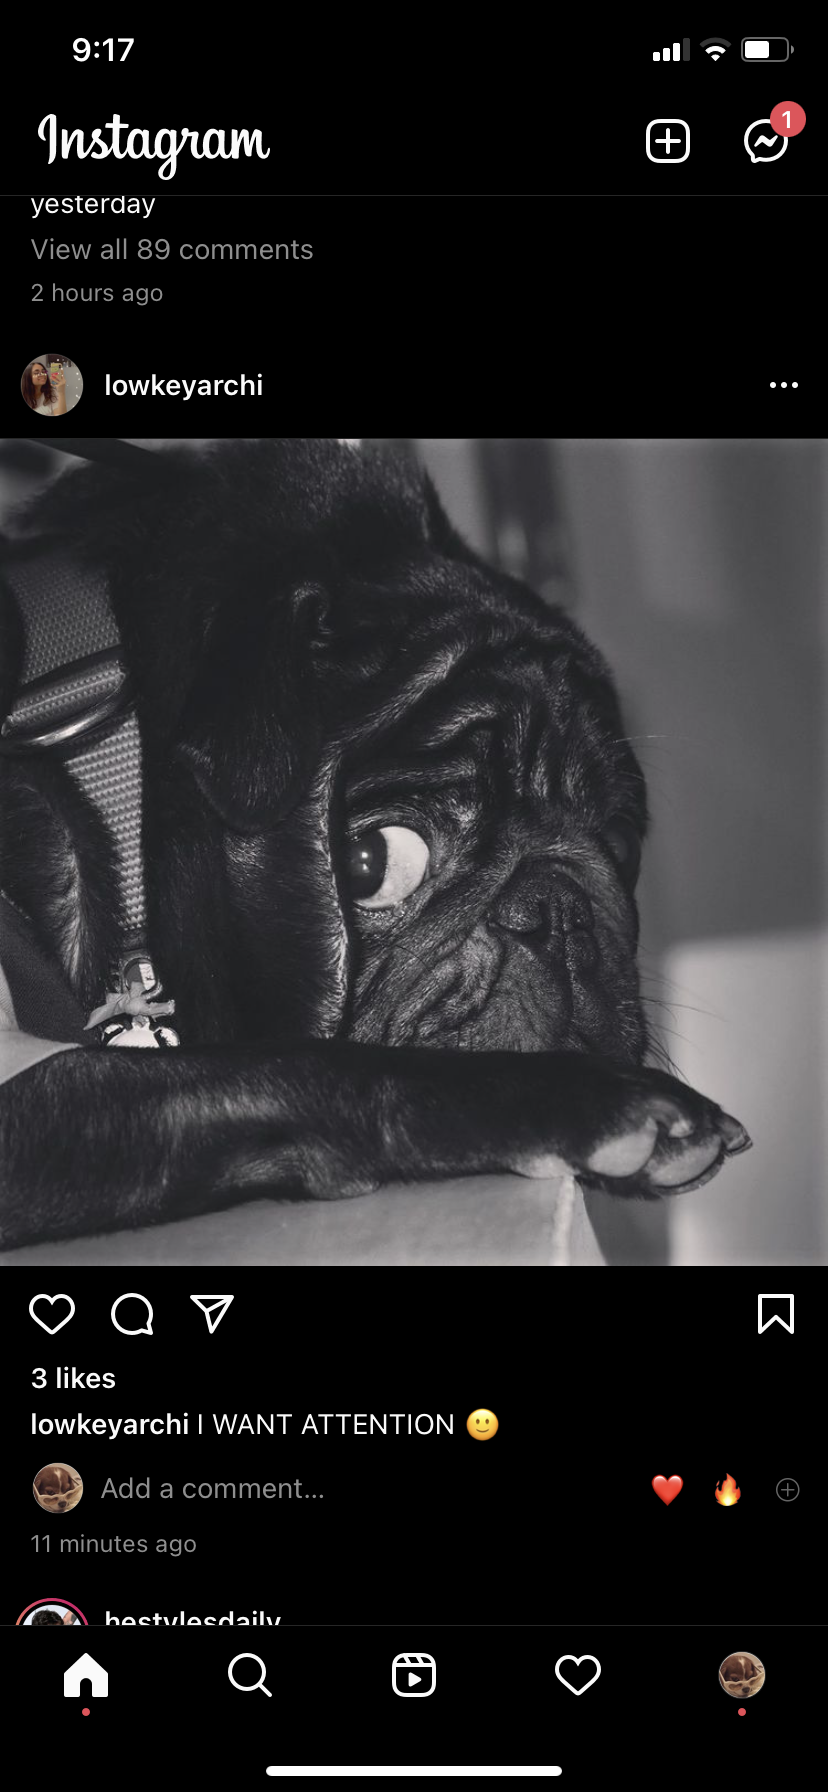 9:17
Instagram
1
yesterday
View all 89 comments
2 hours ago
lowkeyarchi
3 likes
lowkeyarchi I WANT ATTENTION 🙂
Add a comment...
11 minutes ago
hestylesdaily